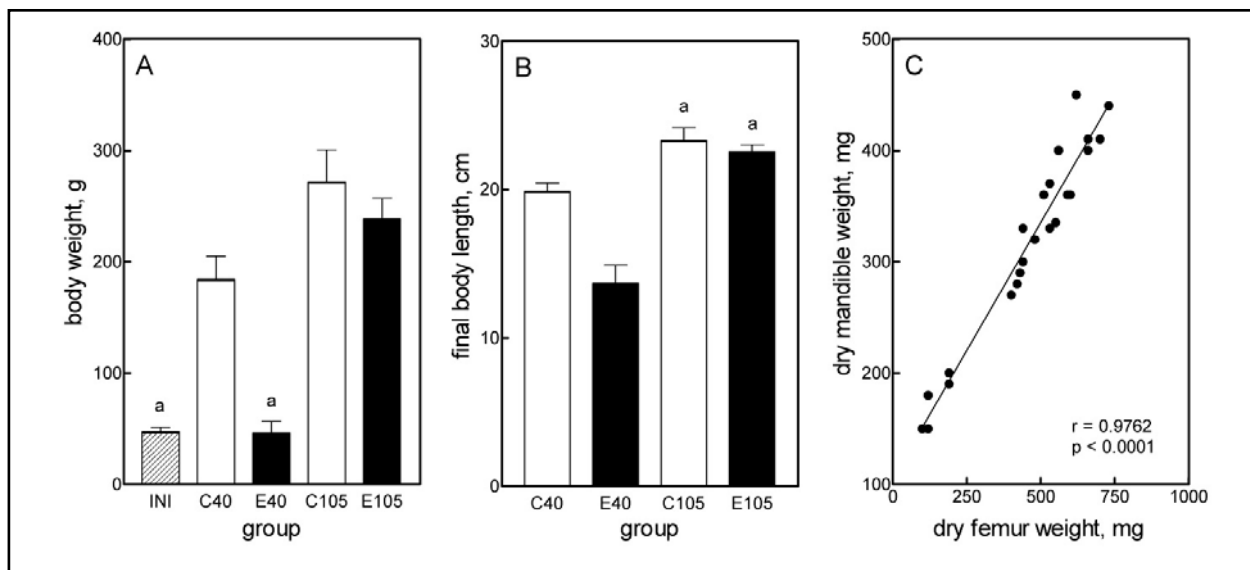 A
body weight, g
400
300
200
100
0
a
a
INI C40 E40 C105 E105
group
B
final body length, cm
30
20
10
0
a
a
C40 E40 C105 E105
group
C
dry mandible weight, mg
500
400
300
200
100
r = 0.9762
p < 0.0001
0 250 500 750 1000
dry femur weight, mg